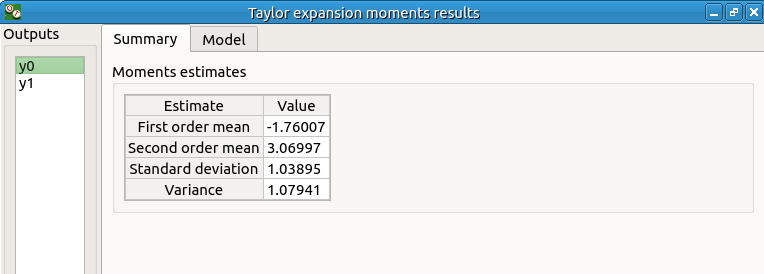 Taylor expansion moments results
Outputs
Summary Model
y0
y1
Moments estimates
Estimate Value
First order mean -1.76007
Second order mean 3.06997
Standard deviation 1.03895
Variance 1.07941